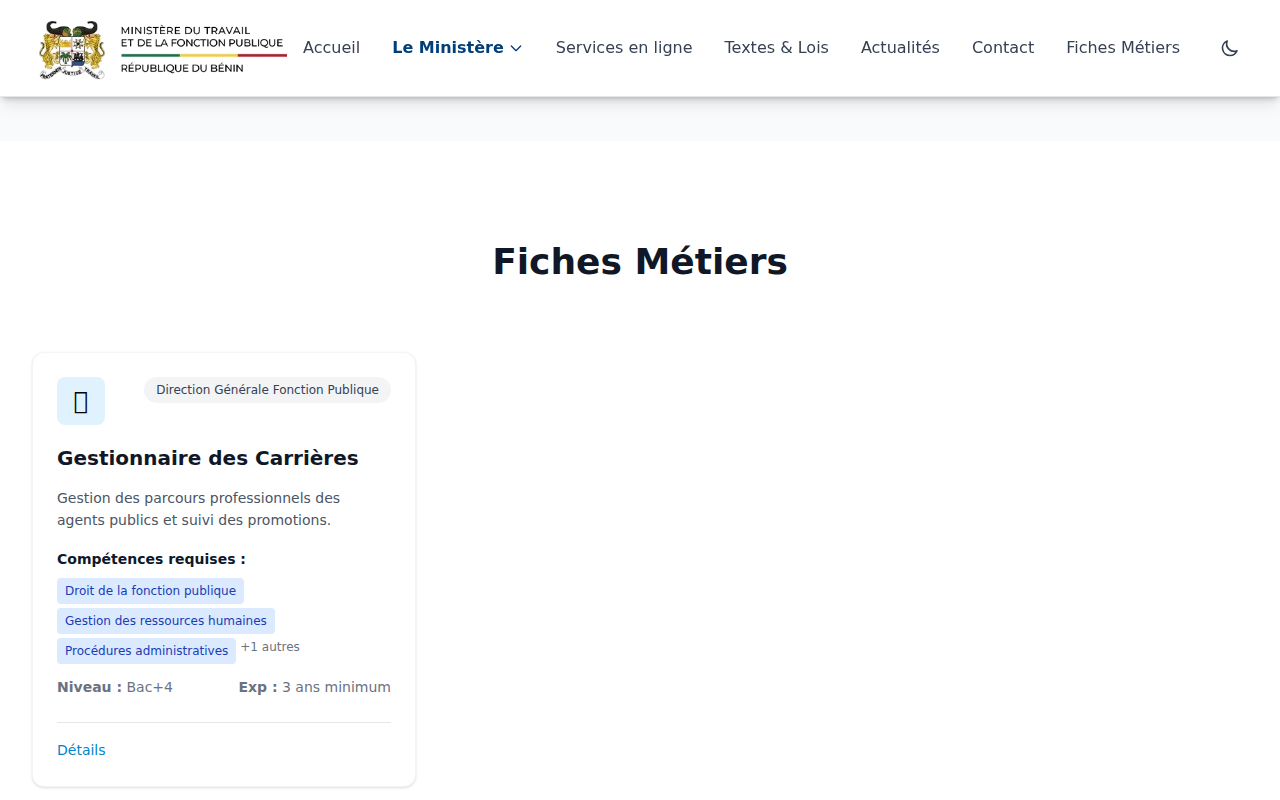 MINISTÈRE DU TRAVAIL
ET DE LA FONCTION PUBLIQUE
RÉPUBLIQUE DU BÉNIN
Accueil
Le Ministère
Services en ligne
Textes & Lois
Actualités
Contact
Fiches Métiers
Fiches Métiers
Direction Générale Fonction Publique
Gestionnaire des Carrières
Gestion des parcours professionnels des
agents publics et suivi des promotions.
Compétences requises :
Droit de la fonction publique
Gestion des ressources humaines
Procédures administratives +1 autres
Niveau : Bac+4 Exp : 3 ans minimum
Détails